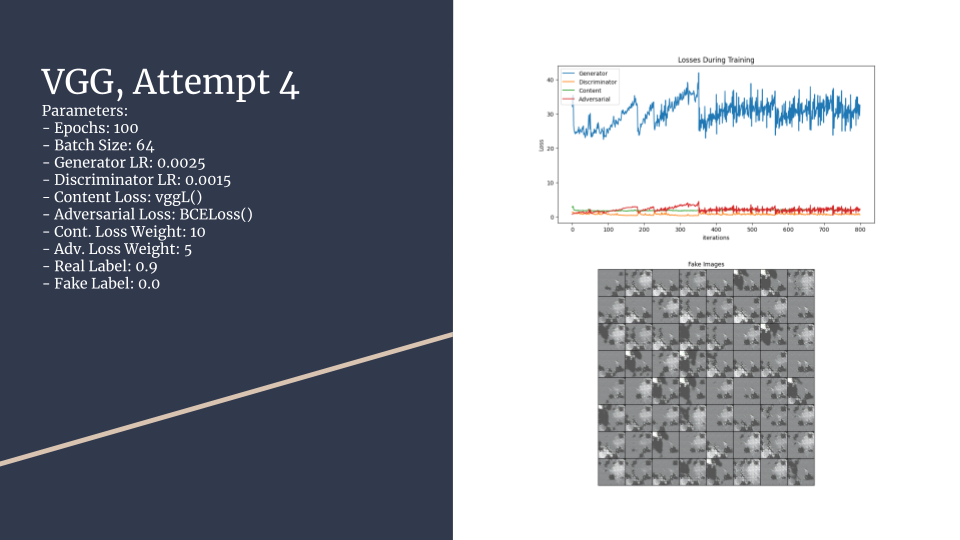 VGG, Attempt 4
Parameters:
- Epochs: 100
- Batch Size: 64
- Generator LR: 0.0025
- Discriminator LR: 0.0015
- Content Loss: vggL()
- Adversarial Loss: BCELoss()
- Cont. Loss Weight: 10
- Adv. Loss Weight: 5
- Real Label: 0.9
- Fake Label: 0.0
Losses During Training
Generator
Discriminator
Content
Adversarial
40
30
20
10
0
Loss
0 100 200 300 400 500 600 700 800
iterations
Fake Images